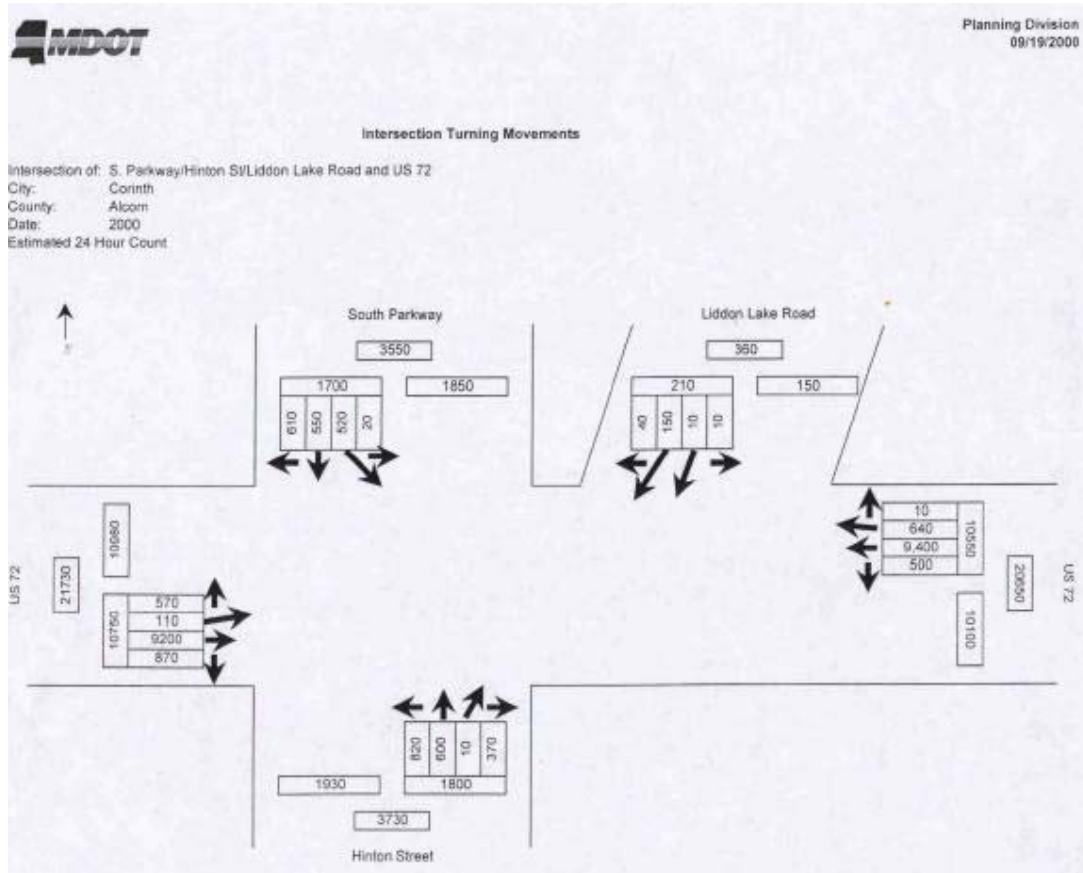 MDOT
Planning Division
09/19/2000
Intersection Turning Movements
Intersection of: S. Parkway/Hinton St/Liddon Lake Road and US 72
City: Corinth
County: Alcorn
Date: 2000
Estimated 24 Hour Count
South Parkway
Liddon Lake Road
3550
360
1700
1850
210
150
610
550
520
20
40
150
10
10
US 72
21730
10980
10750
570
110
9200
870
10
640
9,400
500
10550
20650
10100
US 72
820
600
10
370
1930
1800
3730
Hinton Street